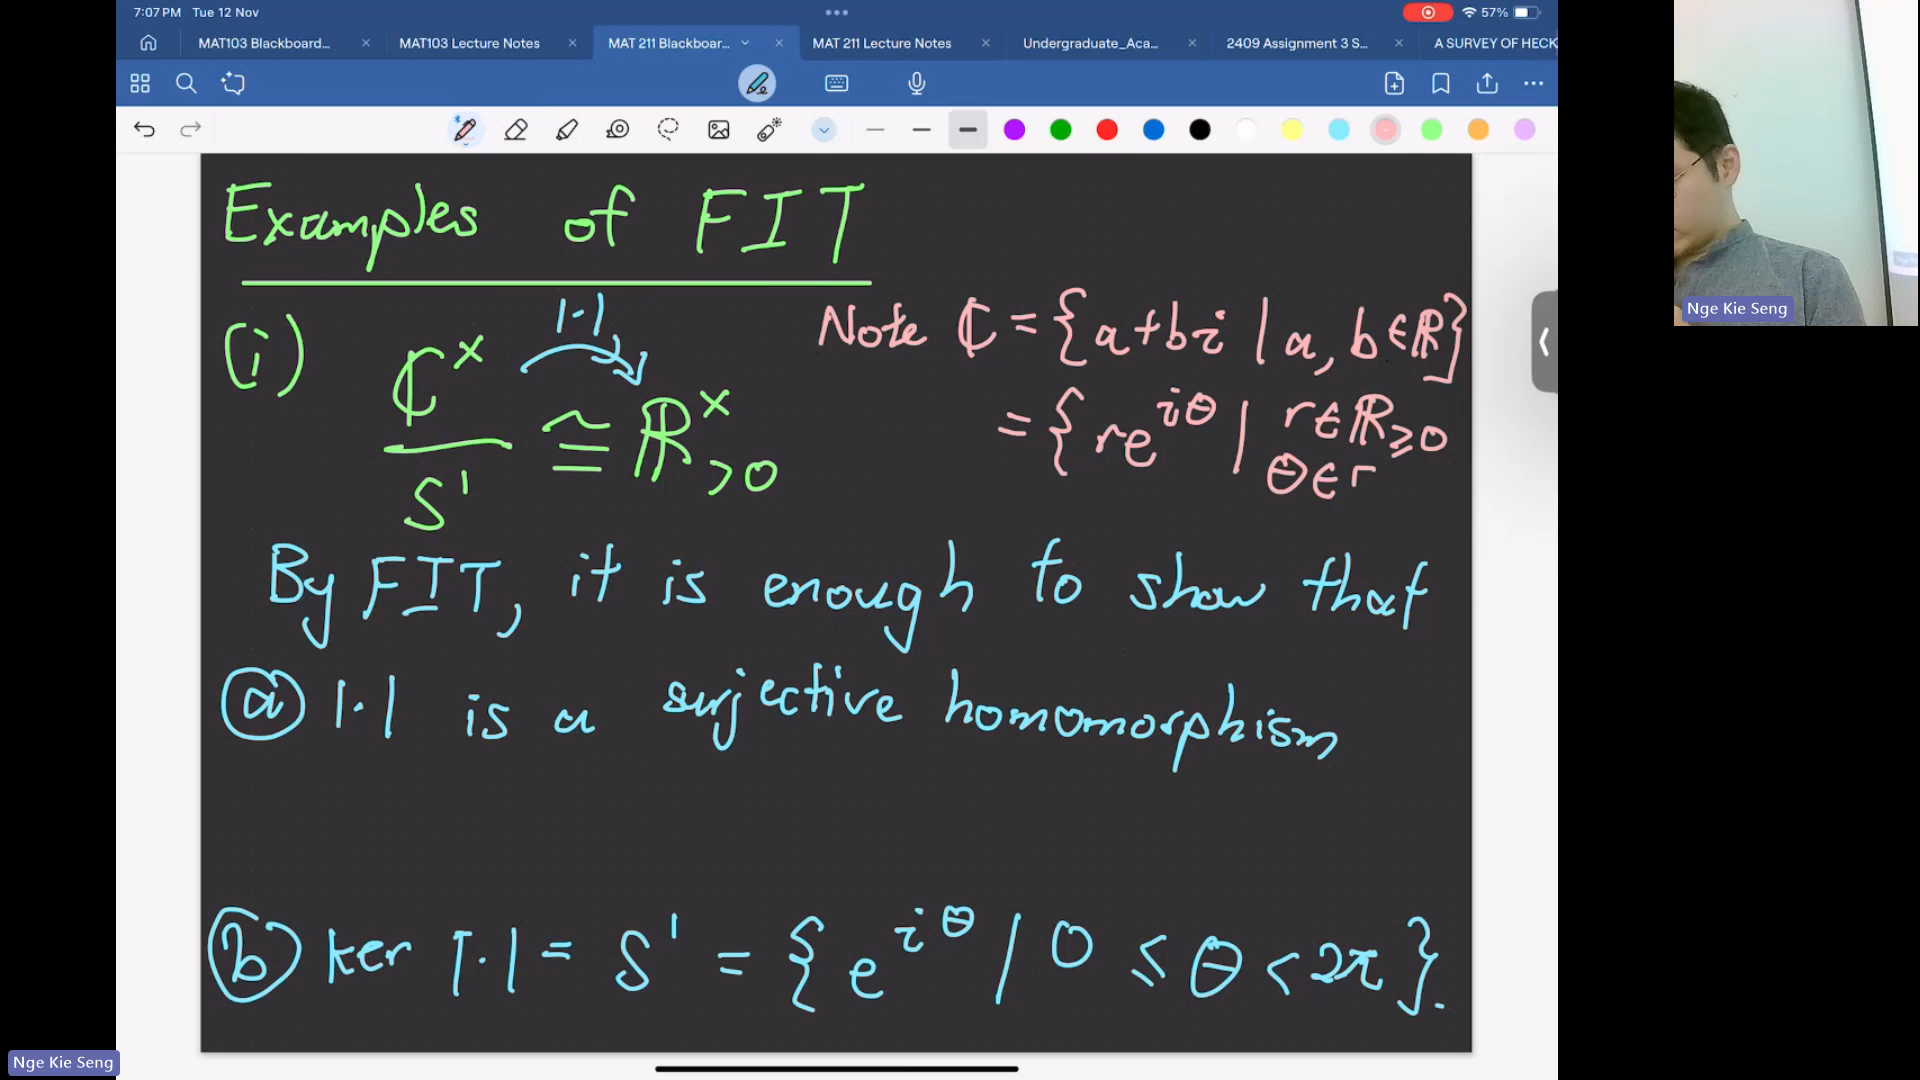 7:07 PM Tue 12 Nov
57%
MAT103 Blackboard...
MAT103 Lecture Notes
MAT 211 Blackboar...
MAT 211 Lecture Notes
Undergraduate_Aca...
2409 Assignment 3 S...
A SURVEY OF HECK
Examples of FIT
(i) ℂ^× / S¹ ≅ ℝ^×_{>0}
|·|
Note ℂ = {a+bi | a, b ∈ ℝ}
= {re^{iθ} | r ∈ ℝ_{≥0}
θ ∈ r
By FIT, it is enough to show that
ⓐ |·| is a surjective homomorphism
ⓑ ker |·| = S¹ = {e^{iθ} | 0 ≤ θ < 2π}.
Nge Kie Seng
Nge Kie Seng